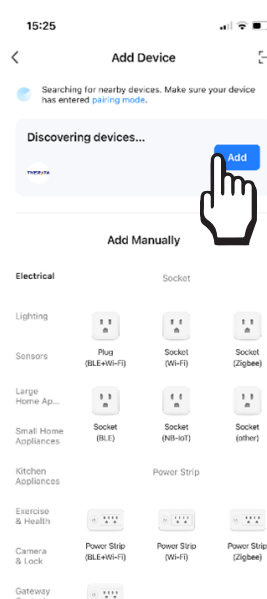 15:25
Add Device
Searching for nearby devices. Make sure your device
has entered pairing mode.
Discovering devices...
Add
Add Manually
Electrical
Socket
Lighting
Plug
(BLE+Wi-Fi)
Socket
(Wi-Fi)
Socket
(Zigbee)
Sensors
Large
Home Ap...
Socket
(BLE)
Socket
(NB-IoT)
Socket
(other)
Small Home
Appliances
Kitchen
Appliances
Power Strip
Exercise
& Health
Power Strip
(BLE+Wi-Fi)
Power Strip
(Wi-Fi)
Power Strip
(Zigbee)
Camera
& Lock
Gateway